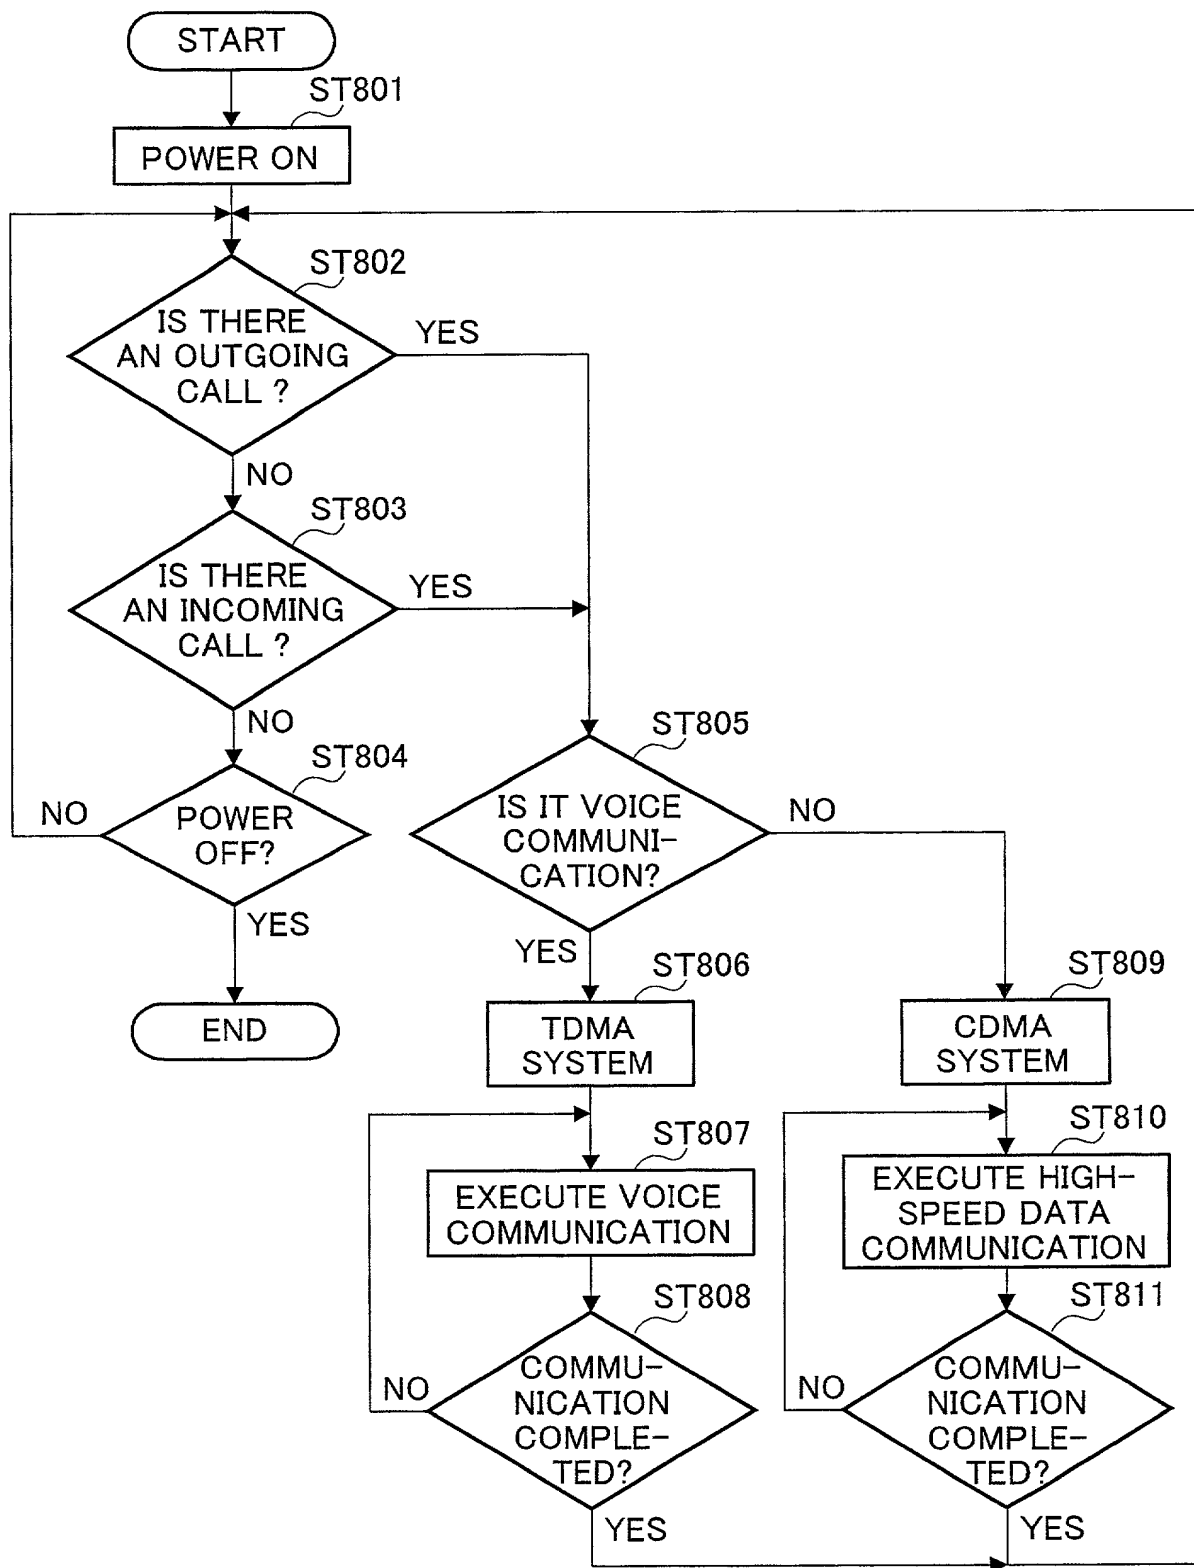 START
ST801
POWER ON
ST802
IS THERE
AN OUTGOING
CALL ?
YES
NO
ST803
IS THERE
AN INCOMING
CALL ?
YES
NO
ST804
POWER
OFF?
NO
YES
END
ST805
IS IT VOICE
COMMUNI-
CATION?
NO
YES
ST806
TDMA
SYSTEM
ST807
EXECUTE VOICE
COMMUNICATION
ST808
COMMU-
NICATION
COMPLE-
TED?
NO
YES
ST809
CDMA
SYSTEM
ST810
EXECUTE HIGH-
SPEED DATA
COMMUNICATION
ST811
COMMU-
NICATION
COMPLE-
TED?
NO
YES